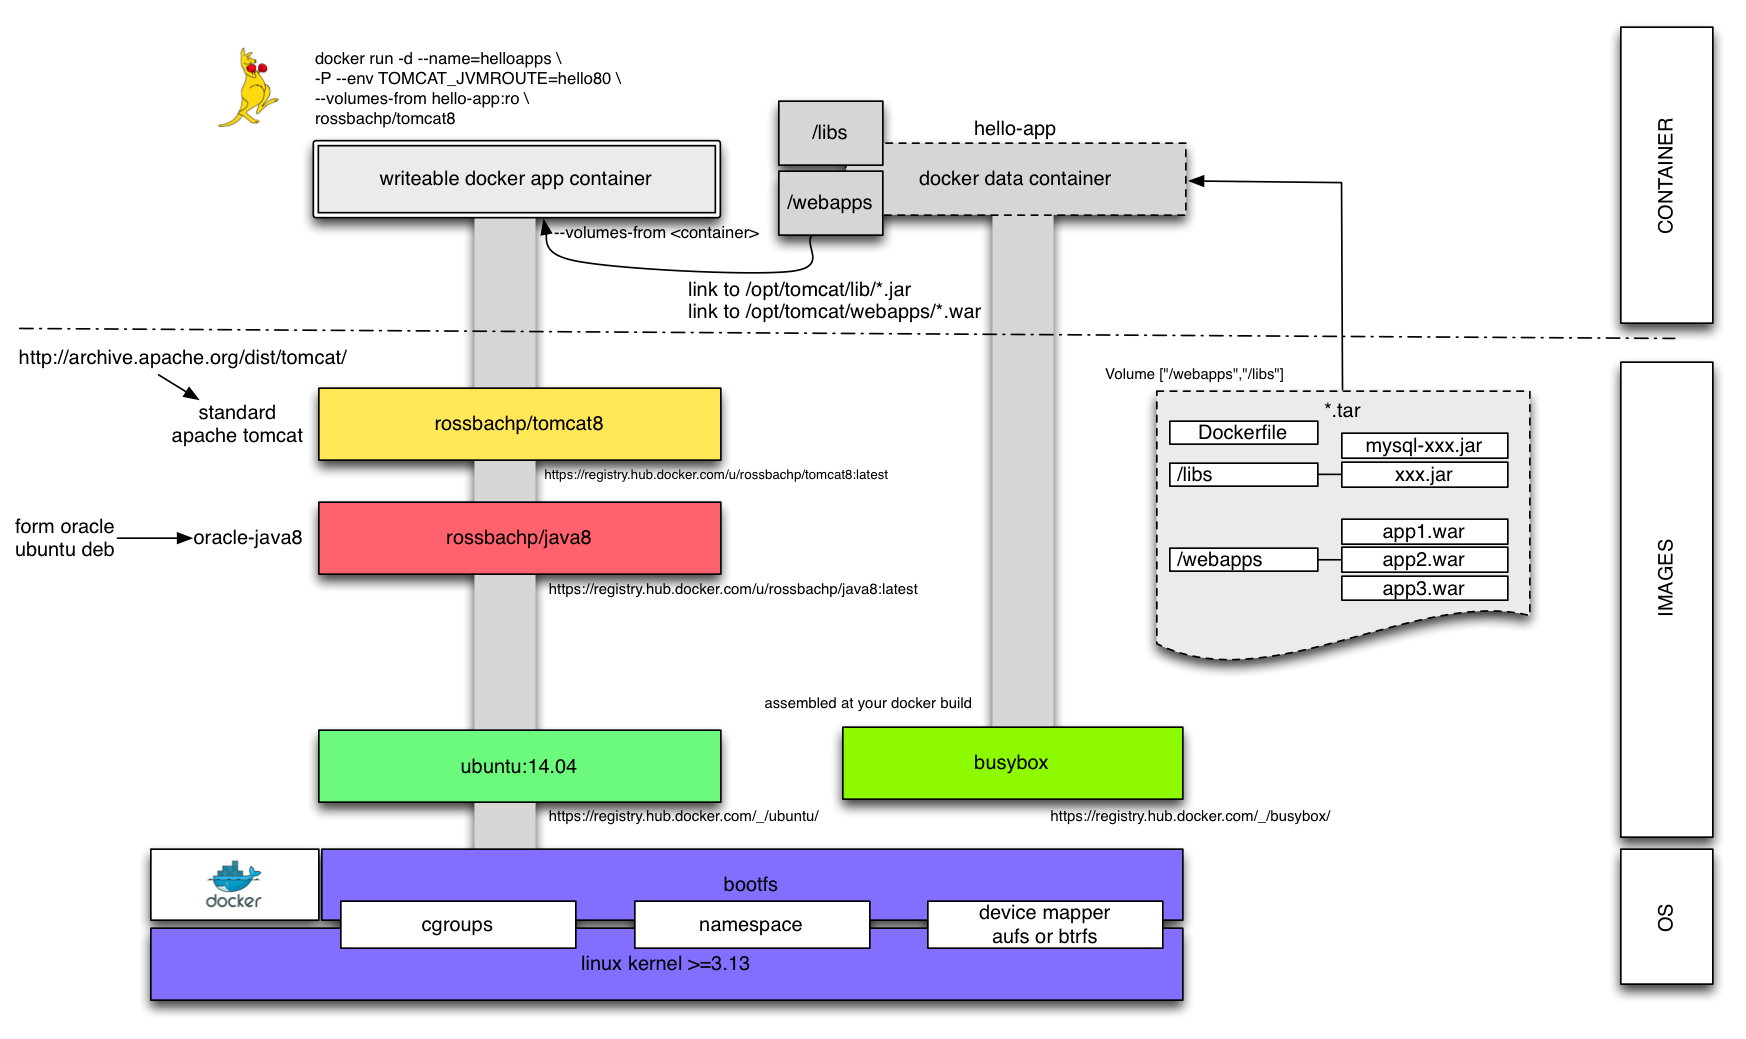 docker run -d --name=helloapps \
-P --env TOMCAT_JVMROUTE=hello80 \
--volumes-from hello-app:ro \
rossbachp/tomcat8
writeable docker app container
/libs
/webapps
hello-app
docker data container
--volumes-from <container>
link to /opt/tomcat/lib/*.jar
link to /opt/tomcat/webapps/*.war
CONTAINER
http://archive.apache.org/dist/tomcat/
standard
apache tomcat
rossbachp/tomcat8
https://registry.hub.docker.com/u/rossbachp/tomcat8:latest
form oracle
ubuntu deb
oracle-java8
rossbachp/java8
https://registry.hub.docker.com/u/rossbachp/java8:latest
Volume ["/webapps","/libs"]
*.tar
Dockerfile
mysql-xxx.jar
/libs
xxx.jar
app1.war
/webapps
app2.war
app3.war
IMAGES
assembled at your docker build
ubuntu:14.04
https://registry.hub.docker.com/_/ubuntu/
busybox
https://registry.hub.docker.com/_/busybox/
docker
bootfs
cgroups
namespace
device mapper
aufs or btrfs
linux kernel >=3.13
OS